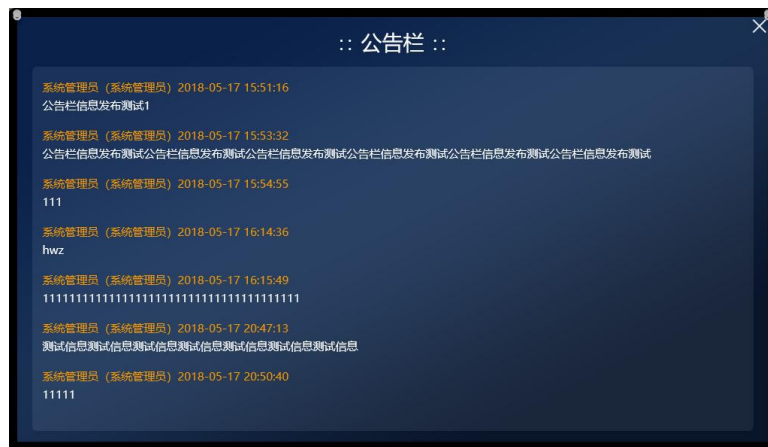 :: 公告栏 ::
系统管理员 (系统管理员) 2018-05-17 15:51:16
公告栏信息发布测试1
系统管理员 (系统管理员) 2018-05-17 15:53:32
公告栏信息发布测试公告栏信息发布测试公告栏信息发布测试公告栏信息发布测试公告栏信息发布测试公告栏信息发布测试
系统管理员 (系统管理员) 2018-05-17 15:54:55
111
系统管理员 (系统管理员) 2018-05-17 16:14:36
hwz
系统管理员 (系统管理员) 2018-05-17 16:15:49
11111111111111111111111111111111111111
系统管理员 (系统管理员) 2018-05-17 20:47:13
测试信息测试信息测试信息测试信息测试信息测试信息测试信息
系统管理员 (系统管理员) 2018-05-17 20:50:40
11111